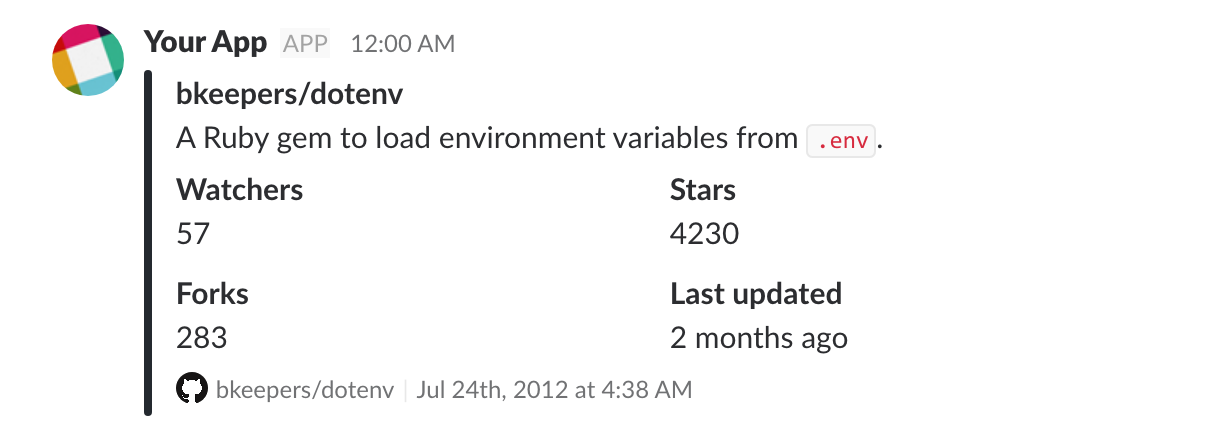 Your App APP 12:00 AM
bkeepers/dotenv
A Ruby gem to load environment variables from .env.
Watchers Stars
57 4230
Forks Last updated
283 2 months ago
bkeepers/dotenv | Jul 24th, 2012 at 4:38 AM